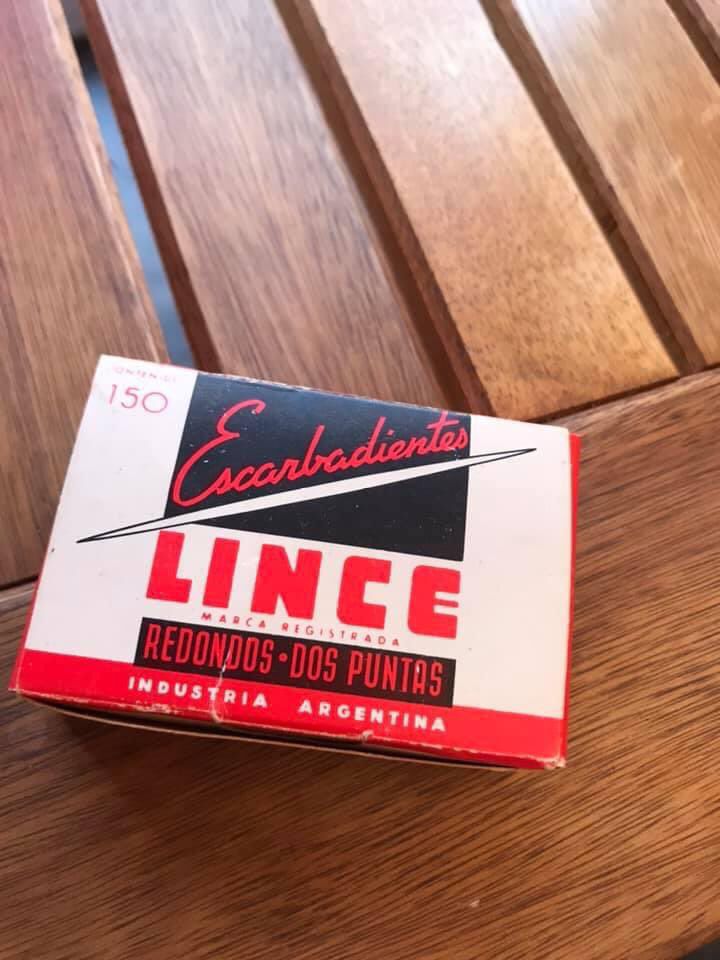 CONTENIDO
150
Escarbadientes
LINCE
MARCA REGISTRADA
REDONDOS · DOS PUNTAS
INDUSTRIA ARGENTINA